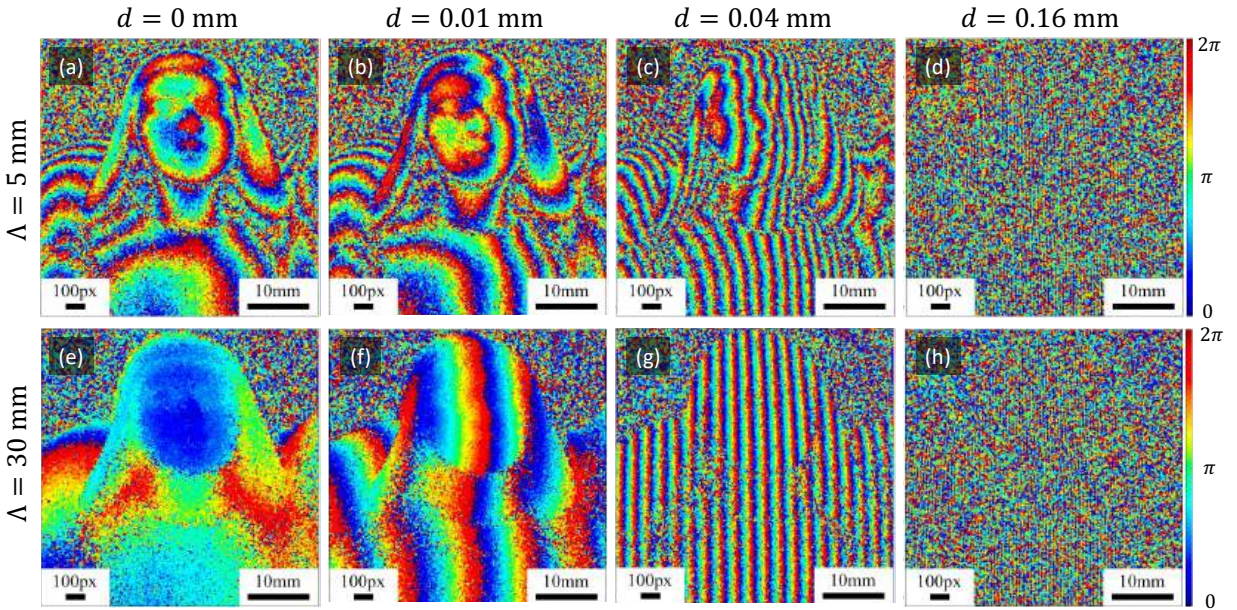 d = 0 mm
d = 0.01 mm
d = 0.04 mm
d = 0.16 mm
Λ = 5 mm
(a)
(b)
(c)
(d)
2π
π
0
100px
10mm
100px
10mm
100px
10mm
100px
10mm
Λ = 30 mm
(e)
(f)
(g)
(h)
2π
π
0
100px
10mm
100px
10mm
100px
10mm
100px
10mm